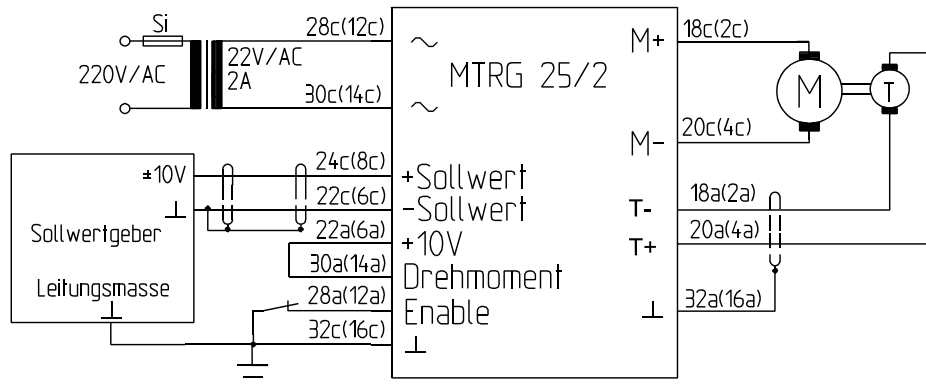 Si
220V/AC
22V/AC
2A
28c(12c)
30c(14c)
MTRG 25/2
M+
18c(2c)
M
T
M-
20c(4c)
±10V
24c(8c)
+Sollwert
22c(6c)
-Sollwert
Sollwertgeber
22a(6a)
+10V
30a(14a)
Drehmoment
Leitungsmasse
28a(12a)
Enable
32c(16c)
T-
18a(2a)
T+
20a(4a)
32a(16a)